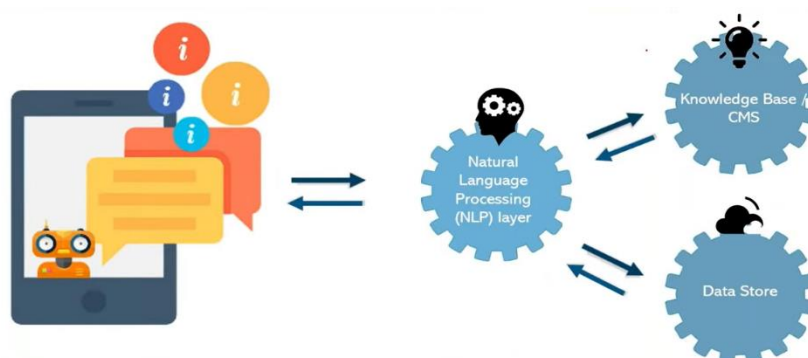 i
i
i
i
Natural
Language
Processing
(NLP) layer
Knowledge Base /
CMS
Data Store